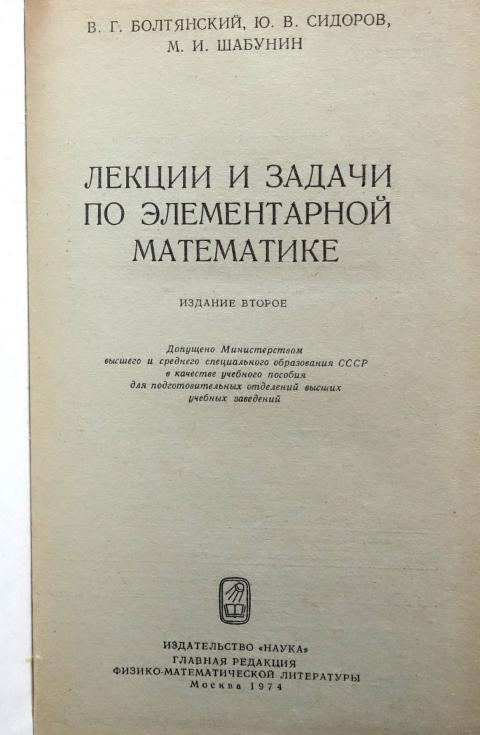 В. Г. БОЛТЯНСКИЙ, Ю. В. СИДОРОВ,
М. И. ШАБУНИН
ЛЕКЦИИ И ЗАДАЧИ
ПО ЭЛЕМЕНТАРНОЙ
МАТЕМАТИКЕ
ИЗДАНИЕ ВТОРОЕ
Допущено Министерством
высшего и среднего специального образования СССР
в качестве учебного пособия
для подготовительных отделений высших
учебных заведений
ИЗДАТЕЛЬСТВО «НАУКА»
ГЛАВНАЯ РЕДАКЦИЯ
ФИЗИКО-МАТЕМАТИЧЕСКОЙ ЛИТЕРАТУРЫ
Москва 1974